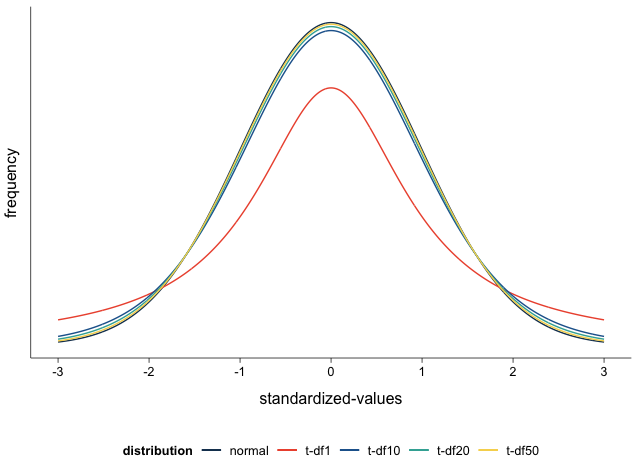 frequency
-3 -2 -1 0 1 2 3
standardized-values
distribution normal t-df1 t-df10 t-df20 t-df50